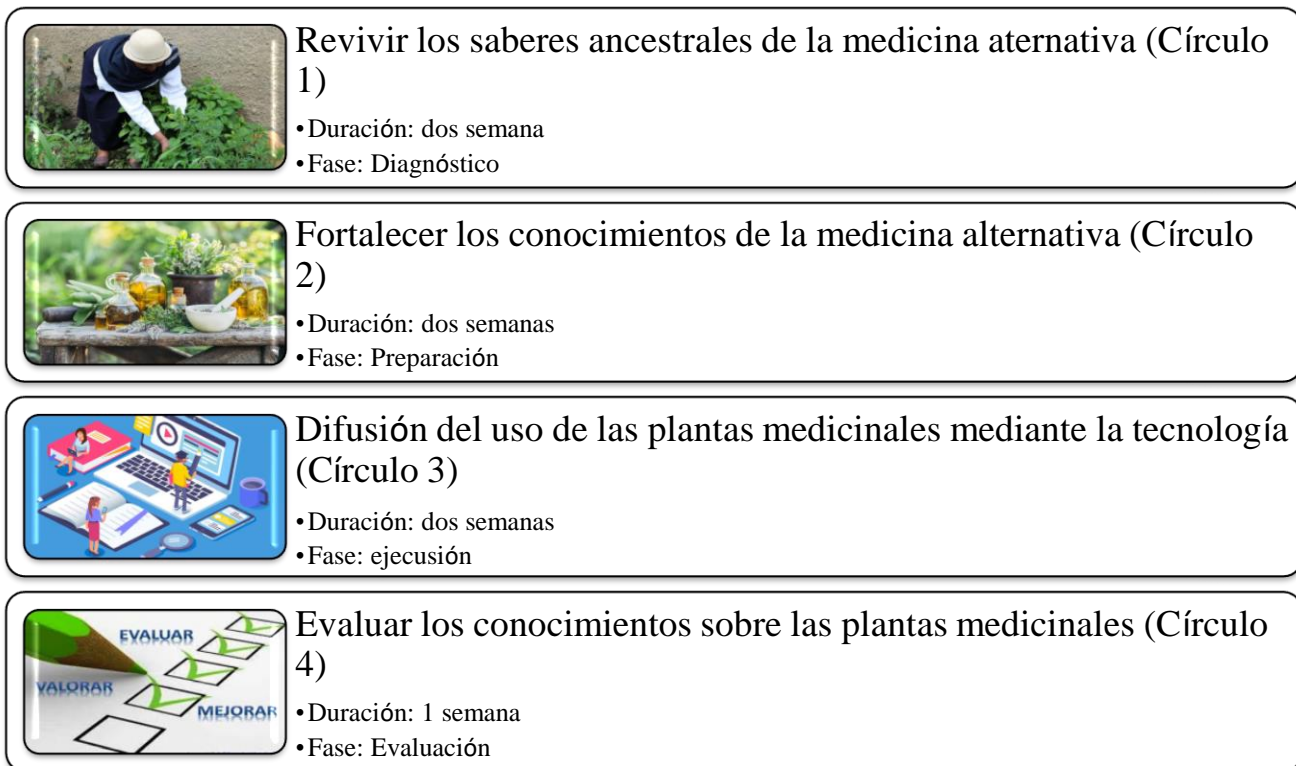 Revivir los saberes ancestrales de la medicina aternativa (Círculo
1)
•Duración: dos semana
•Fase: Diagnóstico
Fortalecer los conocimientos de la medicina alternativa (Círculo
2)
•Duración: dos semanas
•Fase: Preparación
Difusión del uso de las plantas medicinales mediante la tecnología
(Círculo 3)
•Duración: dos semanas
•Fase: ejecusión
EVALUAR
VALORAR
MEJORAR
Evaluar los conocimientos sobre las plantas medicinales (Círculo
4)
•Duración: 1 semana
•Fase: Evaluación